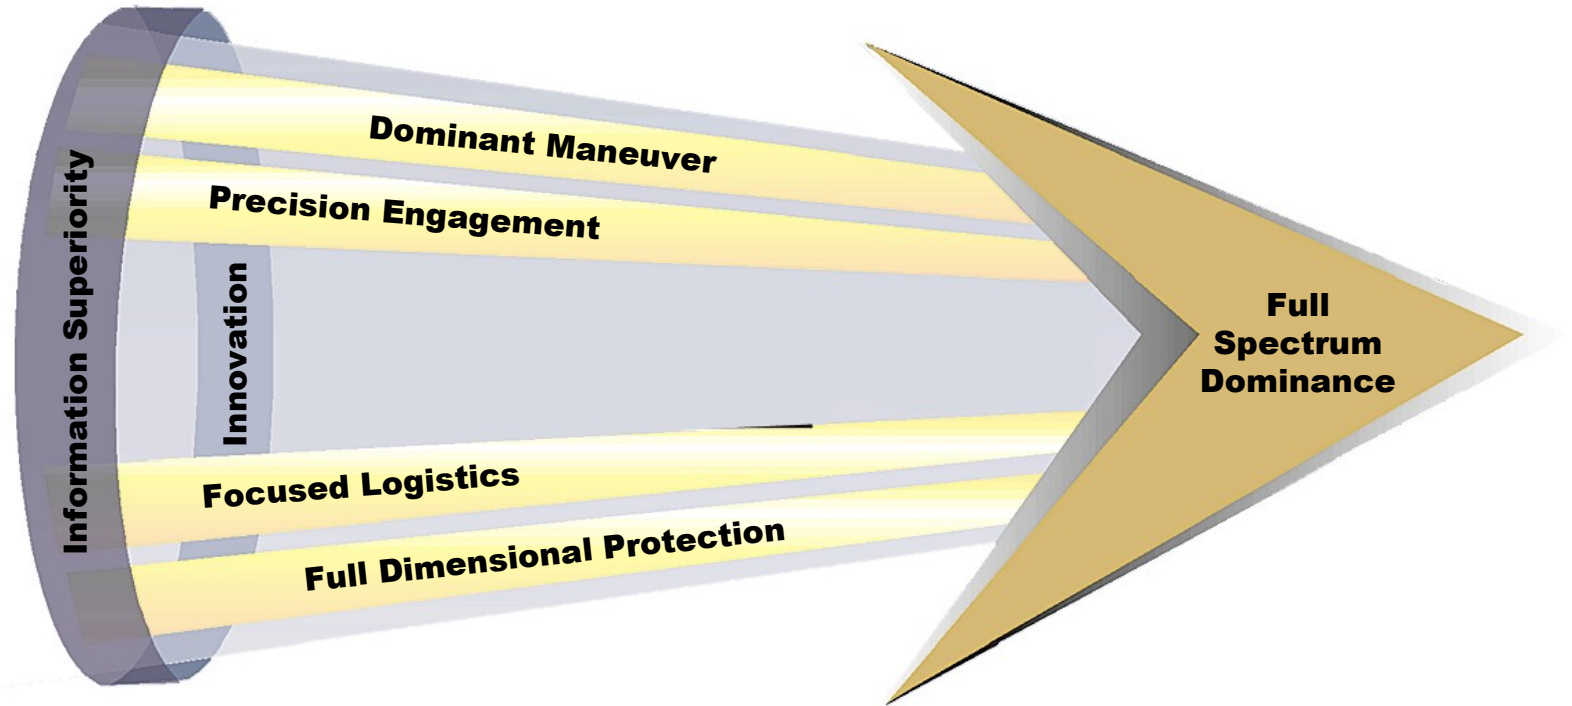 Information Superiority
Innovation
Dominant Maneuver
Precision Engagement
Focused Logistics
Full Dimensional Protection
Full
Spectrum
Dominance